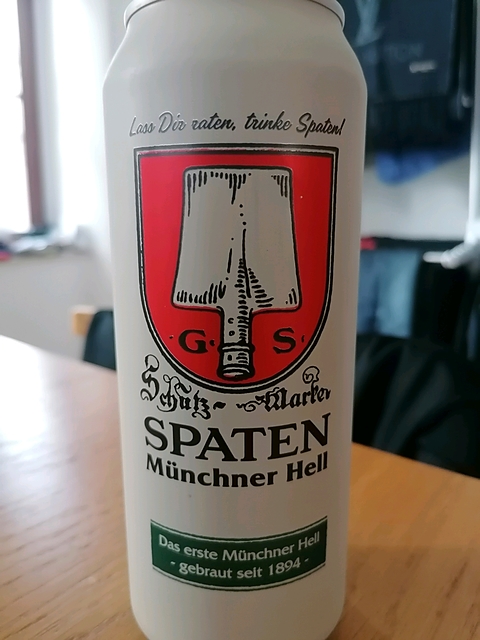 Lass Dir raten, trinke Spaten!
G S
Schutz- Marke
SPATEN
Münchner Hell
Das erste Münchner Hell
- gebraut seit 1894 -